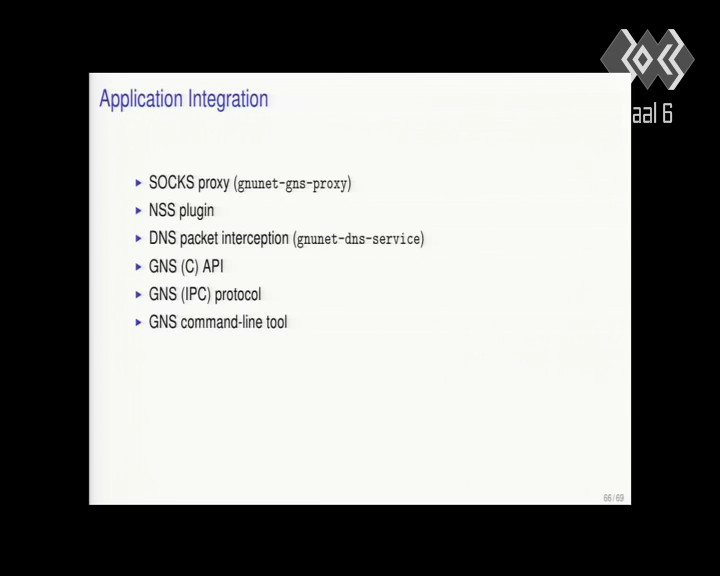 Application Integration
aal 6
▶ SOCKS proxy (gnunet-gns-proxy)
▶ NSS plugin
▶ DNS packet interception (gnunet-dns-service)
▶ GNS (C) API
▶ GNS (IPC) protocol
▶ GNS command-line tool
66 / 69